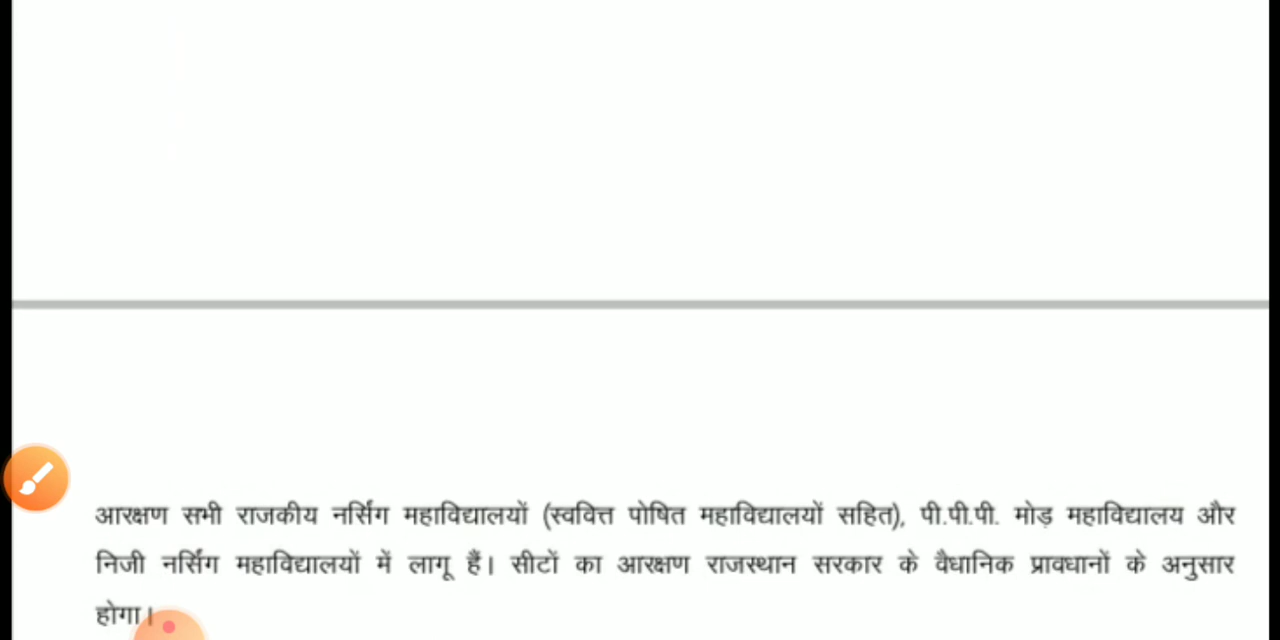 आरक्षण सभी राजकीय नर्सिंग महाविद्यालयों (स्ववित्त पोषित महाविद्यालयों सहित), पी.पी.पी. मोड़ महाविद्यालय और
निजी नर्सिंग महाविद्यालयों में लागू हैं। सीटों का आरक्षण राजस्थान सरकार के वैधानिक प्रावधानों के अनुसार
होगा।